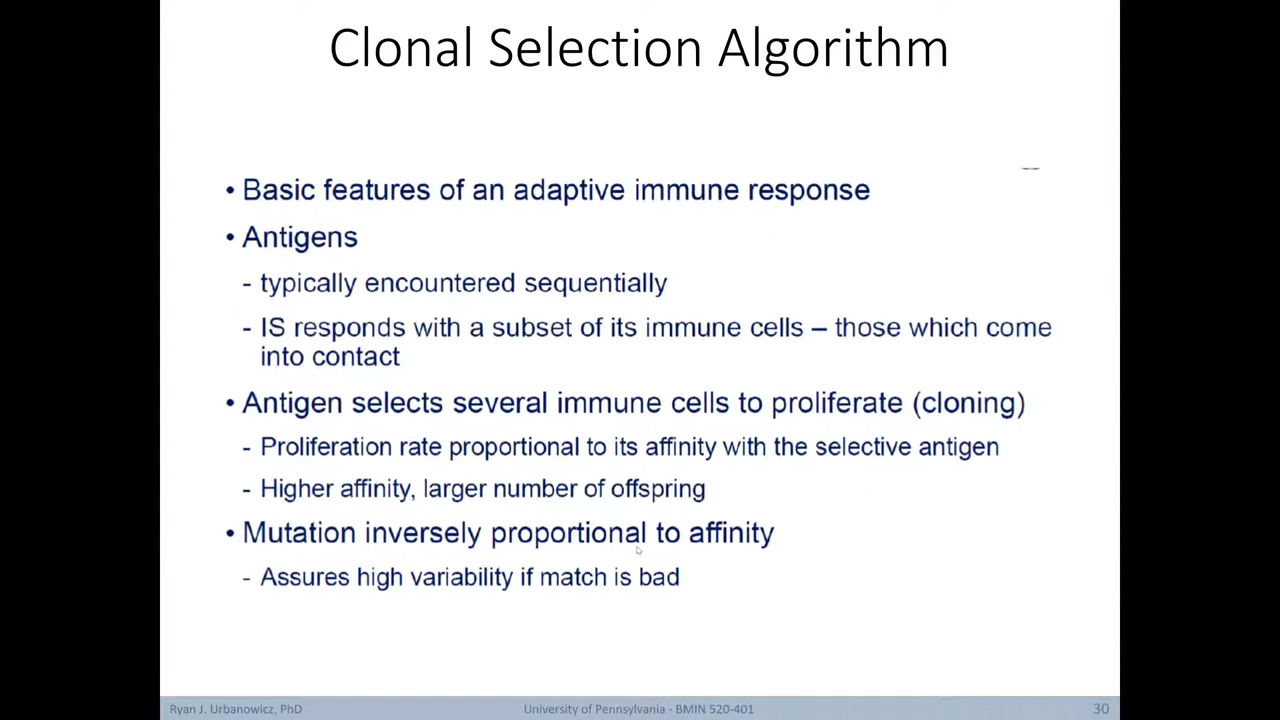 Clonal Selection Algorithm
• Basic features of an adaptive immune response
• Antigens
- typically encountered sequentially
- IS responds with a subset of its immune cells – those which come
into contact
• Antigen selects several immune cells to proliferate (cloning)
- Proliferation rate proportional to its affinity with the selective antigen
- Higher affinity, larger number of offspring
• Mutation inversely proportional to affinity
- Assures high variability if match is bad
Ryan J. Urbanowicz, PhD
University of Pennsylvania - BMIN 520-401
30